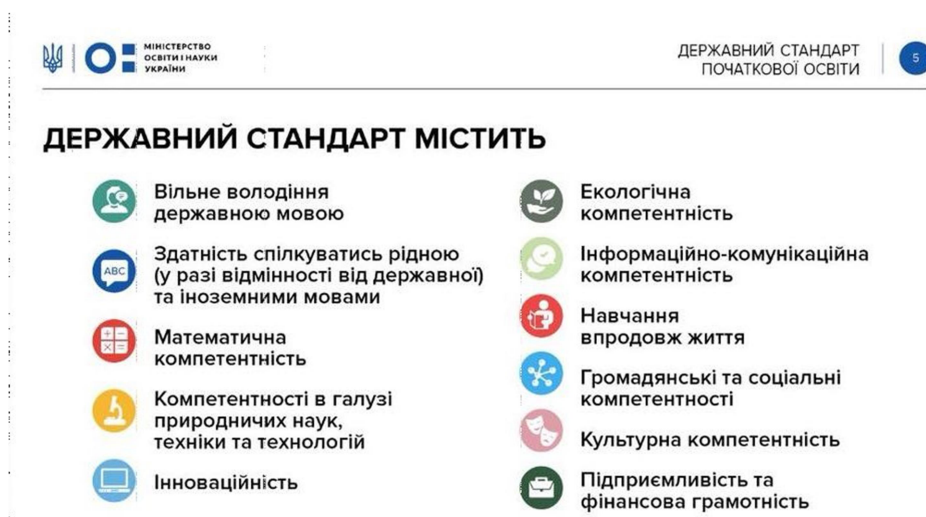 МІНІСТЕРСТВО
ОСВІТИ І НАУКИ
УКРАЇНИ
ДЕРЖАВНИЙ СТАНДАРТ
ПОЧАТКОВОЇ ОСВІТИ
5
ДЕРЖАВНИЙ СТАНДАРТ МІСТИТЬ
Вільне володіння
державною мовою
ABC
Здатність спілкуватись рідною
(у разі відмінності від державної)
та іноземними мовами
Математична
компетентність
Компетентності в галузі
природничих наук,
техніки та технологій
Інноваційність
Екологічна
компетентність
Інформаційно-комунікаційна
компетентність
Навчання
впродовж життя
Громадянські та соціальні
компетентності
Культурна компетентність
Підприємливість та
фінансова грамотність